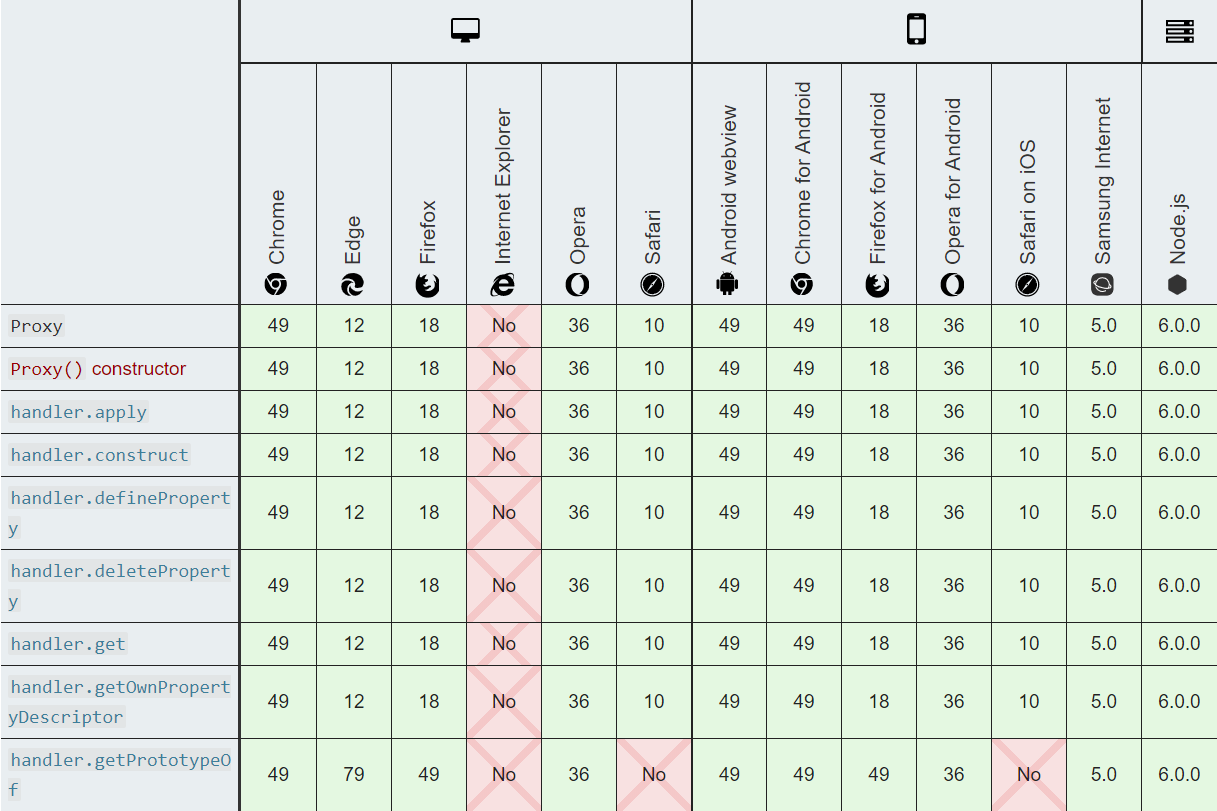 Chrome
Edge
Firefox
Internet Explorer
Opera
Safari
Android webview
Chrome for Android
Firefox for Android
Opera for Android
Safari on iOS
Samsung Internet
Node.js
Proxy 49 12 18 No 36 10 49 49 18 36 10 5.0 6.0.0
Proxy() constructor 49 12 18 No 36 10 49 49 18 36 10 5.0 6.0.0
handler.apply 49 12 18 No 36 10 49 49 18 36 10 5.0 6.0.0
handler.construct 49 12 18 No 36 10 49 49 18 36 10 5.0 6.0.0
handler.definePropert
y
49 12 18 No 36 10 49 49 18 36 10 5.0 6.0.0
handler.deletePropert
y
49 12 18 No 36 10 49 49 18 36 10 5.0 6.0.0
handler.get 49 12 18 No 36 10 49 49 18 36 10 5.0 6.0.0
handler.getOwnPropert
yDescriptor
49 12 18 No 36 10 49 49 18 36 10 5.0 6.0.0
handler.getPrototypeO
f
49 79 49 No 36 No 49 49 49 36 No 5.0 6.0.0